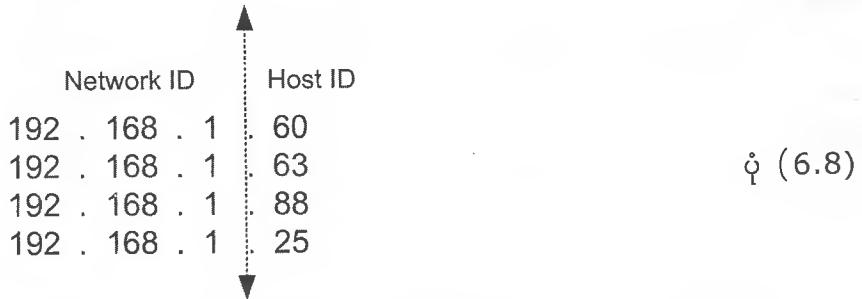 Network ID Host ID
192 . 168 . 1 . 60
192 . 168 . 1 . 63
ပုံ (6.8)
192 . 168 . 1 . 88
192 . 168 . 1 . 25